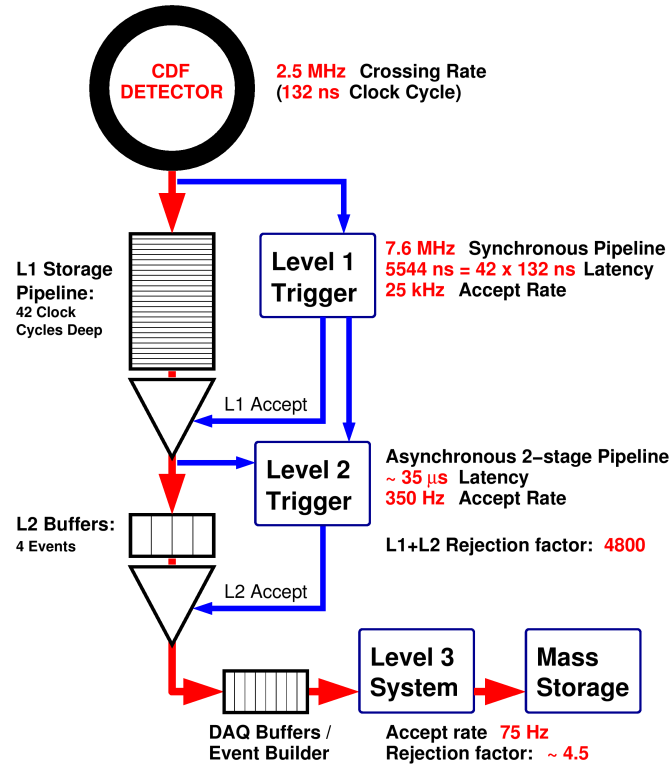 CDF
DETECTOR
2.5 MHz Crossing Rate
(132 ns Clock Cycle)
L1 Storage
Pipeline:
42 Clock
Cycles Deep
Level 1
Trigger
7.6 MHz Synchronous Pipeline
5544 ns = 42 x 132 ns Latency
25 kHz Accept Rate
L1 Accept
Level 2
Trigger
Asynchronous 2−stage Pipeline
~ 35 µs Latency
350 Hz Accept Rate
L2 Buffers:
4 Events
L1+L2 Rejection factor: 4800
L2 Accept
Level 3
System
Mass
Storage
DAQ Buffers /
Event Builder
Accept rate 75 Hz
Rejection factor: ~ 4.5